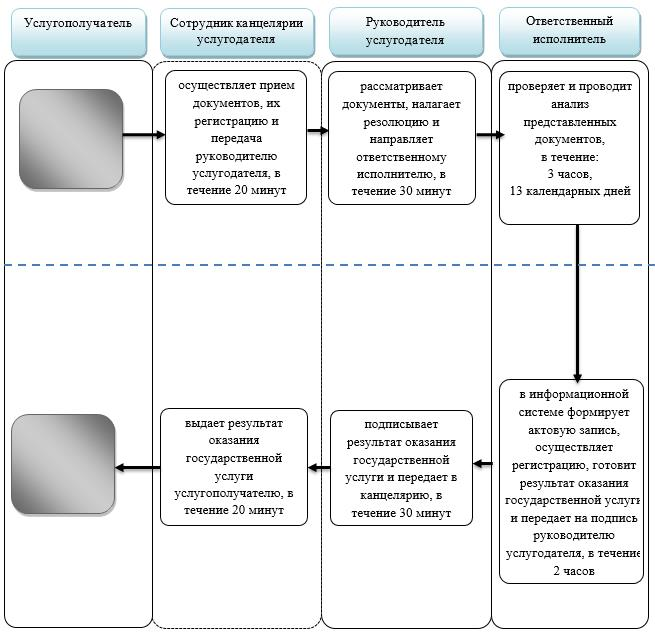 Услугополучатель
Сотрудник канцелярии
услугодателя
Руководитель
услугодателя
Ответственный
исполнитель
осуществляет прием
документов, их
регистрацию и
передача
руководителю
услугодателя, в
течение 20 минут
рассматривает
документы, налагает
резолюцию и
направляет
ответственному
исполнителю, в
течение 30 минут
проверяет и проводит
анализ
представленных
документов,
в течение:
3 часов,
13 календарных дней
в информационной
системе формирует
актовую запись,
осуществляет
регистрацию, готовит
результат оказания
государственной услуги
и передает на подпись
руководителю
услугодателя, в течение
2 часов
подписывает
результат оказания
государственной
услуги и передает в
канцелярию, в
течение 30 минут
выдает результат
оказания
государственной
услуги
услугополучателю, в
течение 20 минут